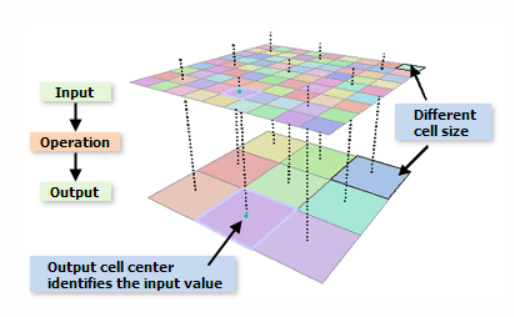 Input
Operation
Output
Different
cell size
Output cell center
identifies the input value